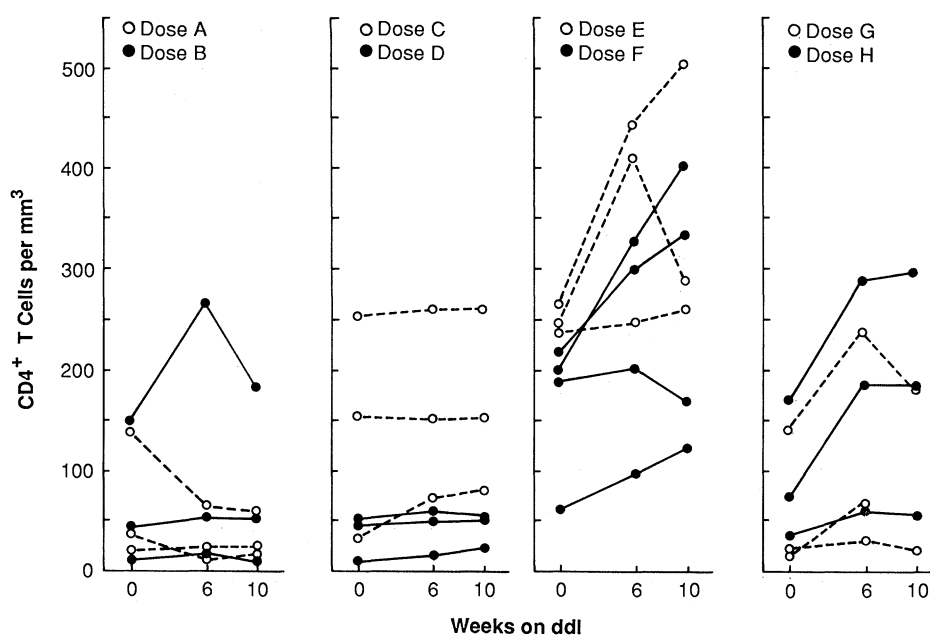 Dose A
Dose B
Dose C
Dose D
Dose E
Dose F
Dose G
Dose H
CD4+ T Cells per mm3
500
400
300
200
100
0
0 6 10
0 6 10
0 6 10
0 6 10
Weeks on ddI